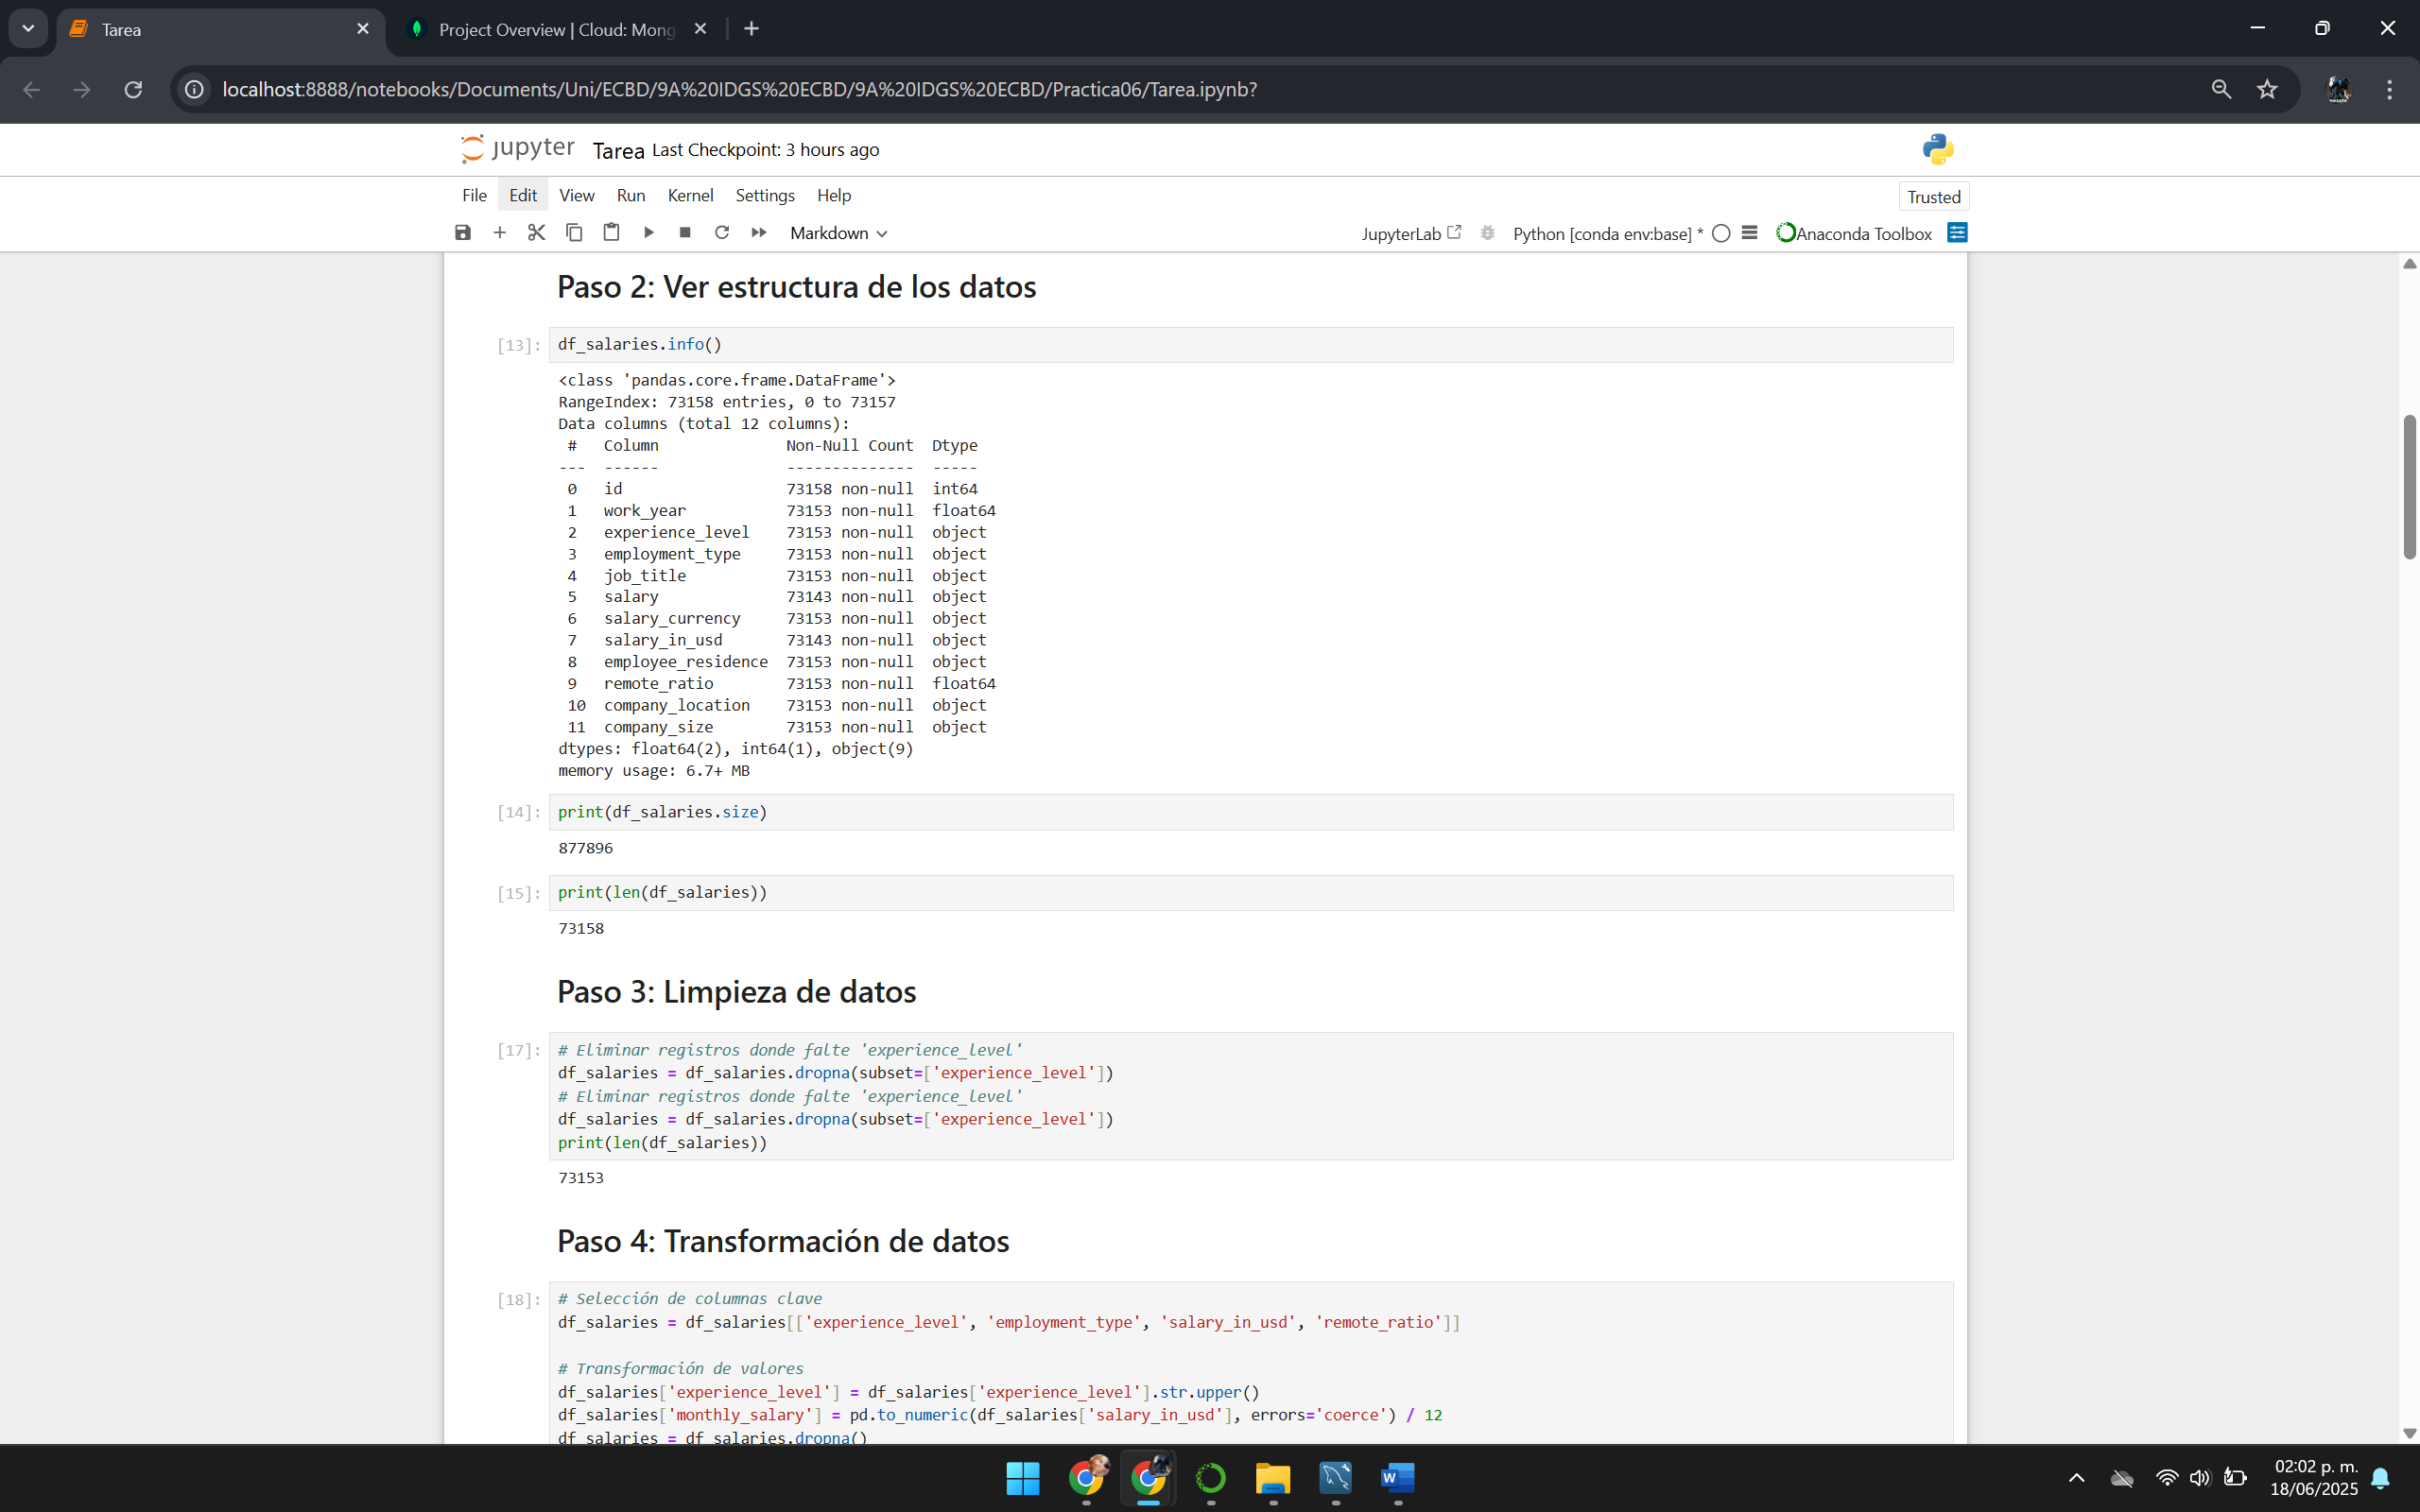 Tarea
Project Overview | Cloud: Mong
localhost:8888/notebooks/Documents/Uni/ECBD/9A%20IDGS%20ECBD/9A%20IDGS%20ECBD/Practica06/Tarea.ipynb?
jupyter Tarea Last Checkpoint: 3 hours ago
File Edit View Run Kernel Settings Help Trusted
Markdown JupyterLab Python [conda env:base] * Anaconda Toolbox
Paso 2: Ver estructura de los datos
[13]: df_salaries.info()
<class 'pandas.core.frame.DataFrame'>
RangeIndex: 73158 entries, 0 to 73157
Data columns (total 12 columns):
 #   Column              Non-Null Count  Dtype
---  ------              --------------  -----
 0   id                  73158 non-null  int64
 1   work_year           73153 non-null  float64
 2   experience_level    73153 non-null  object
 3   employment_type     73153 non-null  object
 4   job_title           73153 non-null  object
 5   salary              73143 non-null  object
 6   salary_currency     73153 non-null  object
 7   salary_in_usd       73143 non-null  object
 8   employee_residence  73153 non-null  object
 9   remote_ratio        73153 non-null  float64
 10  company_location    73153 non-null  object
 11  company_size        73153 non-null  object
dtypes: float64(2), int64(1), object(9)
memory usage: 6.7+ MB
[14]: print(df_salaries.size)
877896
[15]: print(len(df_salaries))
73158
Paso 3: Limpieza de datos
[17]: # Eliminar registros donde falte 'experience_level'
df_salaries = df_salaries.dropna(subset=['experience_level'])
# Eliminar registros donde falte 'experience_level'
df_salaries = df_salaries.dropna(subset=['experience_level'])
print(len(df_salaries))
73153
Paso 4: Transformación de datos
[18]: # Selección de columnas clave
df_salaries = df_salaries[['experience_level', 'employment_type', 'salary_in_usd', 'remote_ratio']]
# Transformación de valores
df_salaries['experience_level'] = df_salaries['experience_level'].str.upper()
df_salaries['monthly_salary'] = pd.to_numeric(df_salaries['salary_in_usd'], errors='coerce') / 12
df_salaries = df_salaries.dropna()
02:02 p. m.
18/06/2025